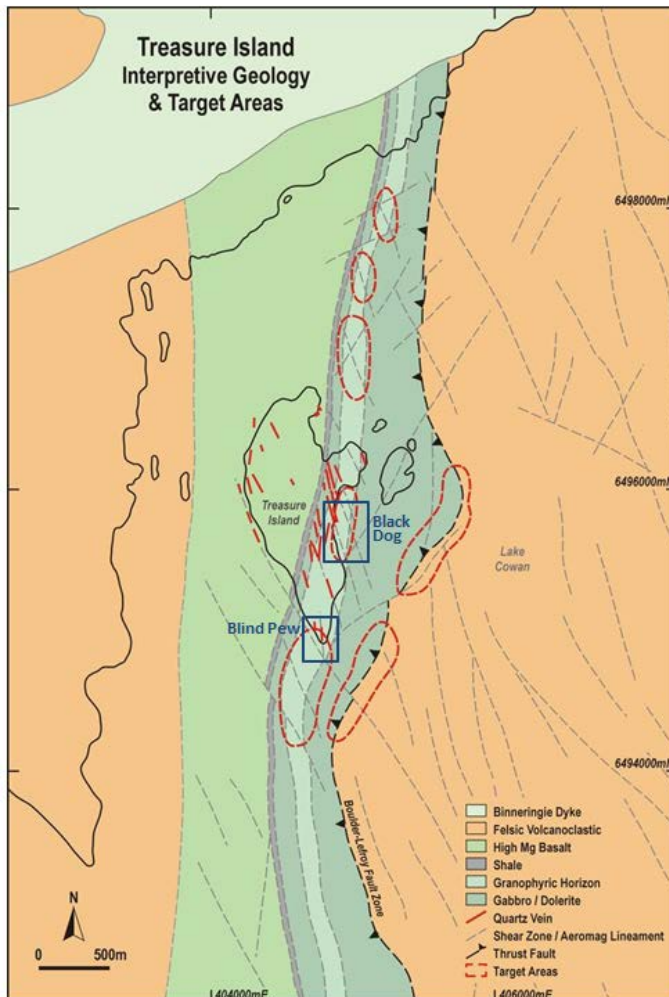 Treasure Island
Interpretive Geology
& Target Areas
6498000mN
6496000mN
Treasure
Island
Black
Dog
Lake
Cowan
Blind Pew
6494000mN
Boulder-Lefroy Fault Zone
Binneringie Dyke
Felsic Volcanoclastic
High Mg Basalt
Shale
Granophyric Horizon
Gabbro / Dolerite
Quartz Vein
Shear Zone / Aeromag Lineament
Thrust Fault
Target Areas
N
0 500m
404000mE
406000mE